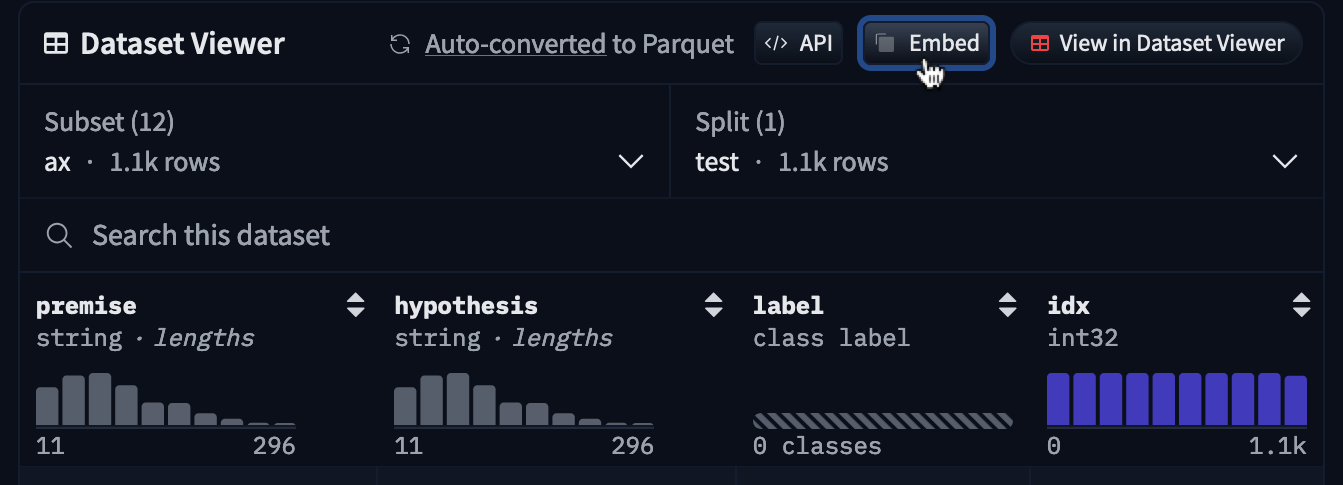 Dataset Viewer Auto-converted to Parquet </> API Embed View in Dataset Viewer
Subset (12)
ax · 1.1k rows
Split (1)
test · 1.1k rows
Search this dataset
premise
string · lengths
11 296
hypothesis
string · lengths
11 296
label
class label
0 classes
idx
int32
0 1.1k